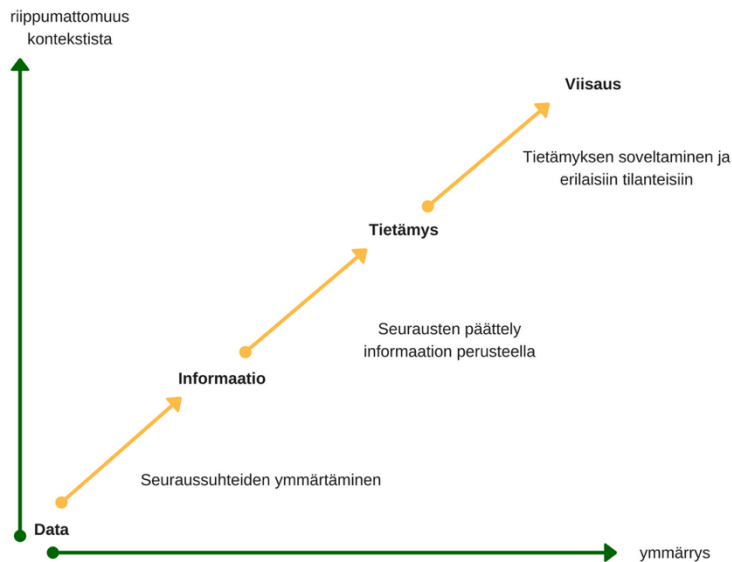 riippumattomuus
kontekstista
Viisaus
Tietämyksen soveltaminen ja
erilaisiin tilanteisiin
Tietämys
Seurausten päättely
informaation perusteella
Informaatio
Seuraussuhteiden ymmärtäminen
Data
ymmärrys